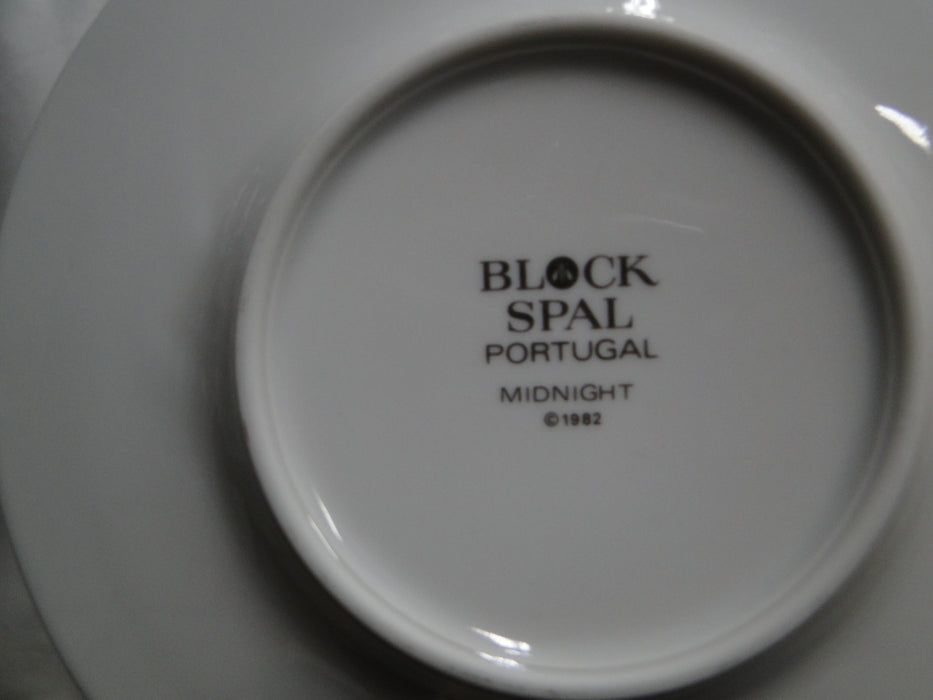 BLOCK
SPAL
PORTUGAL
MIDNIGHT
©1982